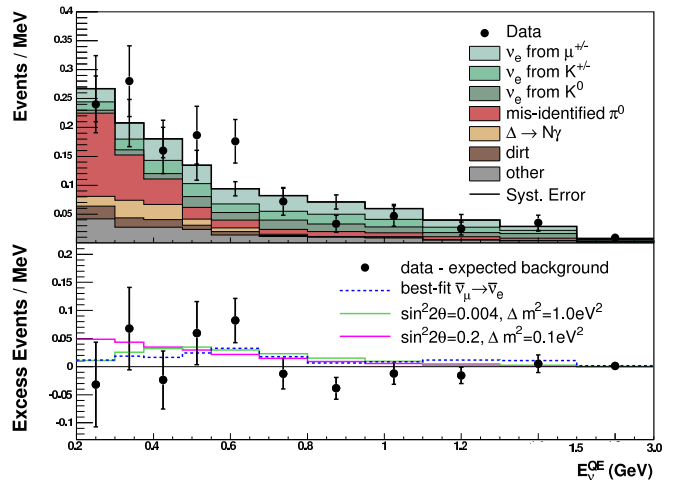 0.4
0.35
0.3
0.25
0.2
0.15
0.1
0.05
Events / MeV
Data
νe from μ+/-
νe from K+/-
νe from K0
mis-identified π0
Δ → Nγ
dirt
other
Syst. Error
0.2
0.15
0.1
0.05
0
-0.05
-0.1
Excess Events / MeV
data - expected background
best-fit ν̅μ→ν̅e
sin²2θ=0.004, Δ m²=1.0eV²
sin²2θ=0.2, Δ m²=0.1eV²
0.2 0.4 0.6 0.8 1.0 1.2 1.5 3.0
EνQE (GeV)